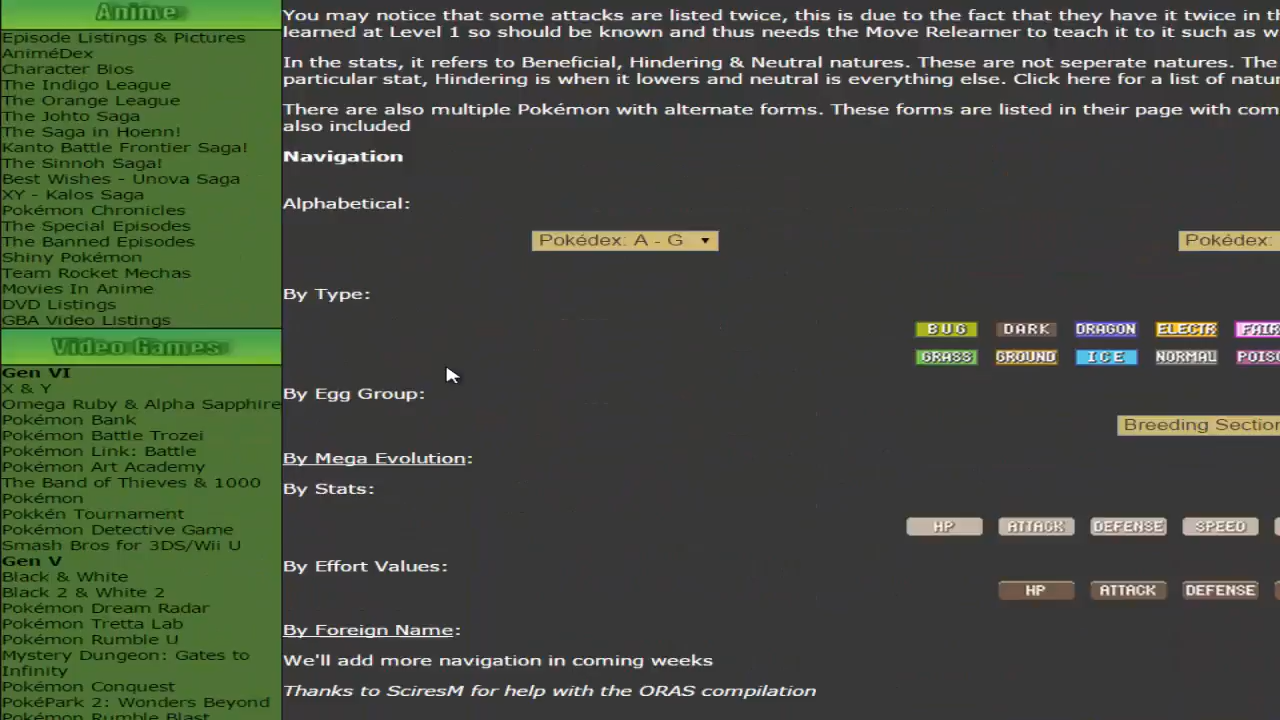 Anime
Episode Listings & Pictures
AniméDex
Character Bios
The Indigo League
The Orange League
The Johto Saga
The Saga in Hoenn!
Kanto Battle Frontier Saga!
The Sinnoh Saga!
Best Wishes - Unova Saga
XY - Kalos Saga
Pokémon Chronicles
The Special Episodes
The Banned Episodes
Shiny Pokémon
Team Rocket Mechas
Movies In Anime
DVD Listings
GBA Video Listings
Video Games
Gen VI
X & Y
Omega Ruby & Alpha Sapphire
Pokémon Bank
Pokémon Battle Trozei
Pokémon Link: Battle
Pokémon Art Academy
The Band of Thieves & 1000
Pokémon
Pokkén Tournament
Pokémon Detective Game
Smash Bros for 3DS/Wii U
Gen V
Black & White
Black 2 & White 2
Pokémon Dream Radar
Pokémon Tretta Lab
Pokémon Rumble U
Mystery Dungeon: Gates to
Infinity
Pokémon Conquest
PokéPark 2: Wonders Beyond
Pokémon Rumble Blast
You may notice that some attacks are listed twice, this is due to the fact that they have it twice in th
learned at Level 1 so should be known and thus needs the Move Relearner to teach it to it such as w
In the stats, it refers to Beneficial, Hindering & Neutral natures. These are not seperate natures. The
particular stat, Hindering is when it lowers and neutral is everything else. Click here for a list of natur
There are also multiple Pokémon with alternate forms. These forms are listed in their page with com
also included
Navigation
Alphabetical:
Pokédex: A - G Pokédex:
By Type:
BUG DARK DRAGON ELECTR FAIR
GRASS GROUND ICE NORMAL POISO
By Egg Group:
Breeding Section
By Mega Evolution:
By Stats:
HP ATTACK DEFENSE SPEED
By Effort Values:
HP ATTACK DEFENSE
By Foreign Name:
We'll add more navigation in coming weeks
Thanks to SciresM for help with the ORAS compilation